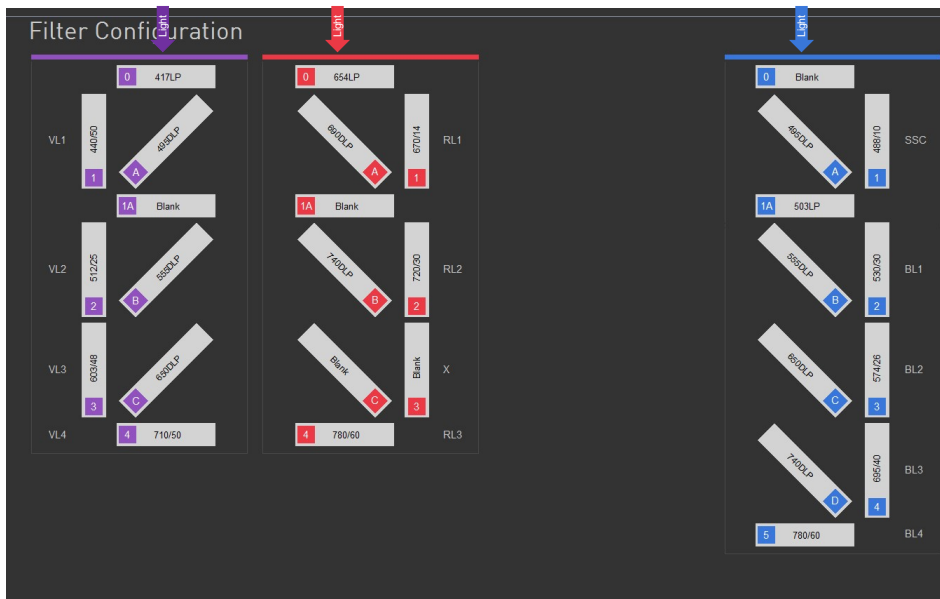 Filter Configuration
Light
Light
Light
0 417LP
VL1
440/50
1
495DLP
A
1A Blank
VL2
512/25
2
555DLP
B
VL3
603/48
3
650DLP
C
VL4
4 710/50
0 654LP
690DLP
A
670/14
1
RL1
1A Blank
740DLP
B
720/30
2
RL2
Blank
C
Blank
3
X
4 780/60
RL3
0 Blank
495DLP
A
488/10
1
SSC
1A 503LP
555DLP
B
530/30
2
BL1
650DLP
C
574/26
3
BL2
740DLP
D
695/40
4
BL3
5 780/60
BL4